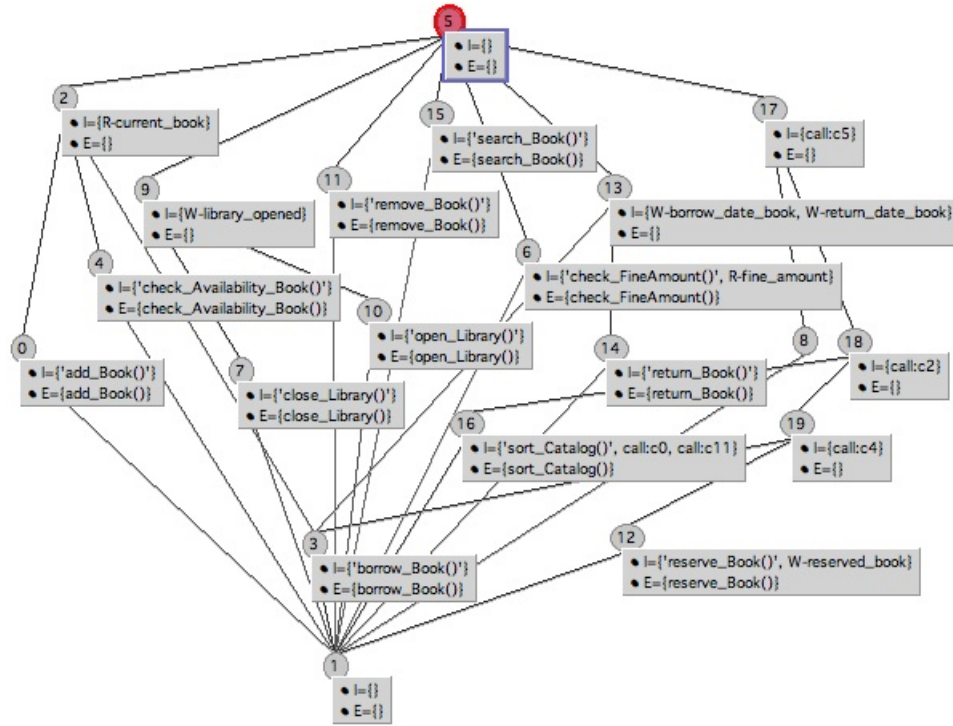 5
I={}
E={}
2
I={R-current_book}
E={}
15
I={'search_Book()'}
E={search_Book()}
17
I={call:c5}
E={}
9
I={W-library_opened}
E={}
11
I={'remove_Book()'}
E={remove_Book()}
13
I={W-borrow_date_book, W-return_date_book}
E={}
4
I={'check_Availability_Book()'}
E={check_Availability_Book()}
6
I={'check_FineAmount()', R-fine_amount}
E={check_FineAmount()}
10
I={'open_Library()'}
E={open_Library()}
0
I={'add_Book()'}
E={add_Book()}
7
I={'close_Library()'}
E={close_Library()}
14
I={'return_Book()'}
E={return_Book()}
8
18
I={call:c2}
E={}
16
I={'sort_Catalog()', call:c0, call:c11}
E={sort_Catalog()}
19
I={call:c4}
E={}
3
I={'borrow_Book()'}
E={borrow_Book()}
12
I={'reserve_Book()', W-reserved_book}
E={reserve_Book()}
1
I={}
E={}